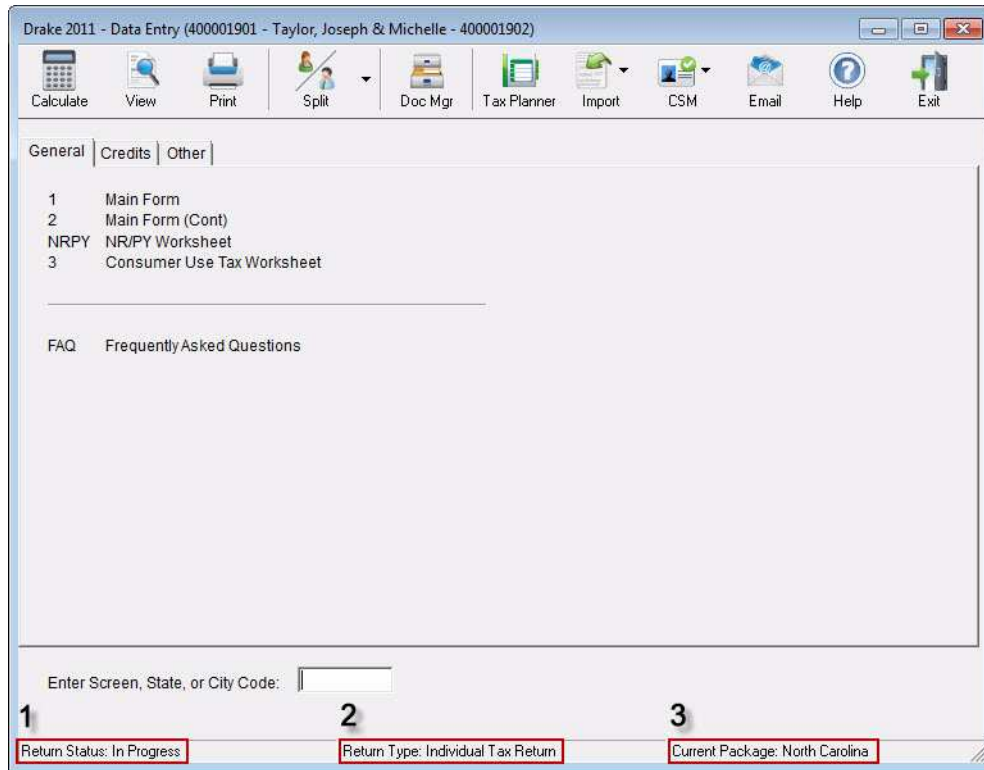 Drake 2011 - Data Entry (400001901 - Taylor, Joseph & Michelle - 400001902)
Calculate View Print Split Doc Mgr Tax Planner Import CSM Email Help Exit
General Credits Other
1 Main Form
2 Main Form (Cont)
NRPY NR/PY Worksheet
3 Consumer Use Tax Worksheet
FAQ Frequently Asked Questions
Enter Screen, State, or City Code:
1 2 3
Return Status: In Progress Return Type: Individual Tax Return Current Package: North Carolina